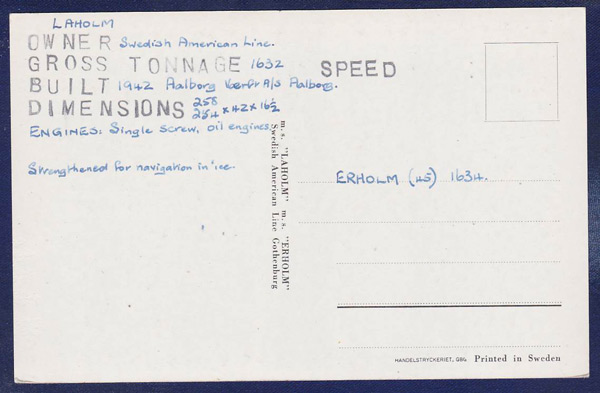 LAHOLM
OWNER Swedish American Line.
GROSS TONNAGE 1632
SPEED
BUILT 1942 Aalborg Vaerft A/S Aalborg.
DIMENSIONS 258 254 × 42 × 16½
ENGINES: Single screw, oil engines.
Strengthened for navigation in ice.
m. s. "LAHOLM" m. s. "ERHOLM"
Swedish American Line Gothenburg
ERHOLM (45) 1634.
HANDELSTRYCKERIET, GBG Printed in Sweden